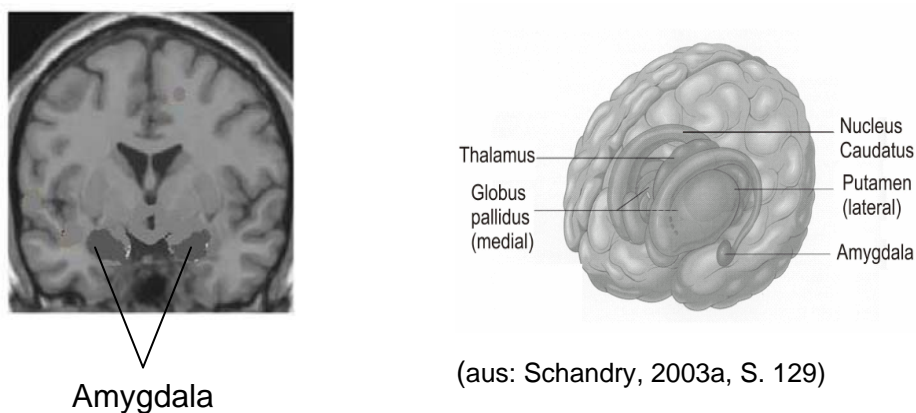 Amygdala
Thalamus
Globus
pallidus
(medial)
Nucleus
Caudatus
Putamen
(lateral)
Amygdala
(aus: Schandry, 2003a, S. 129)